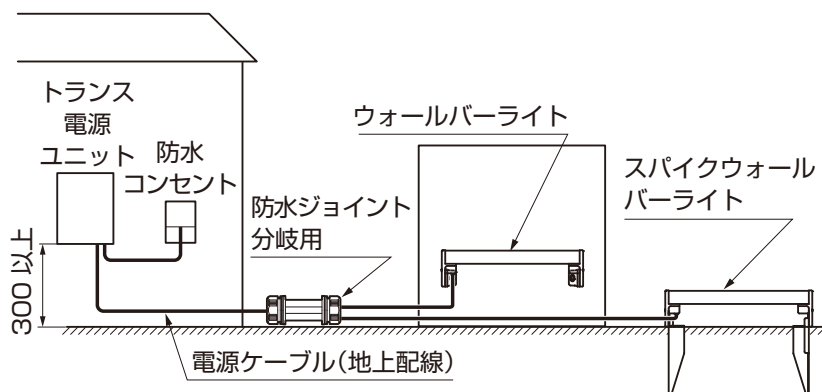 トランス
電源
ユニット
防水
コンセント
ウォールバーライト
スパイクウォール
バーライト
防水ジョイント
分岐用
300 以上
電源ケーブル(地上配線)